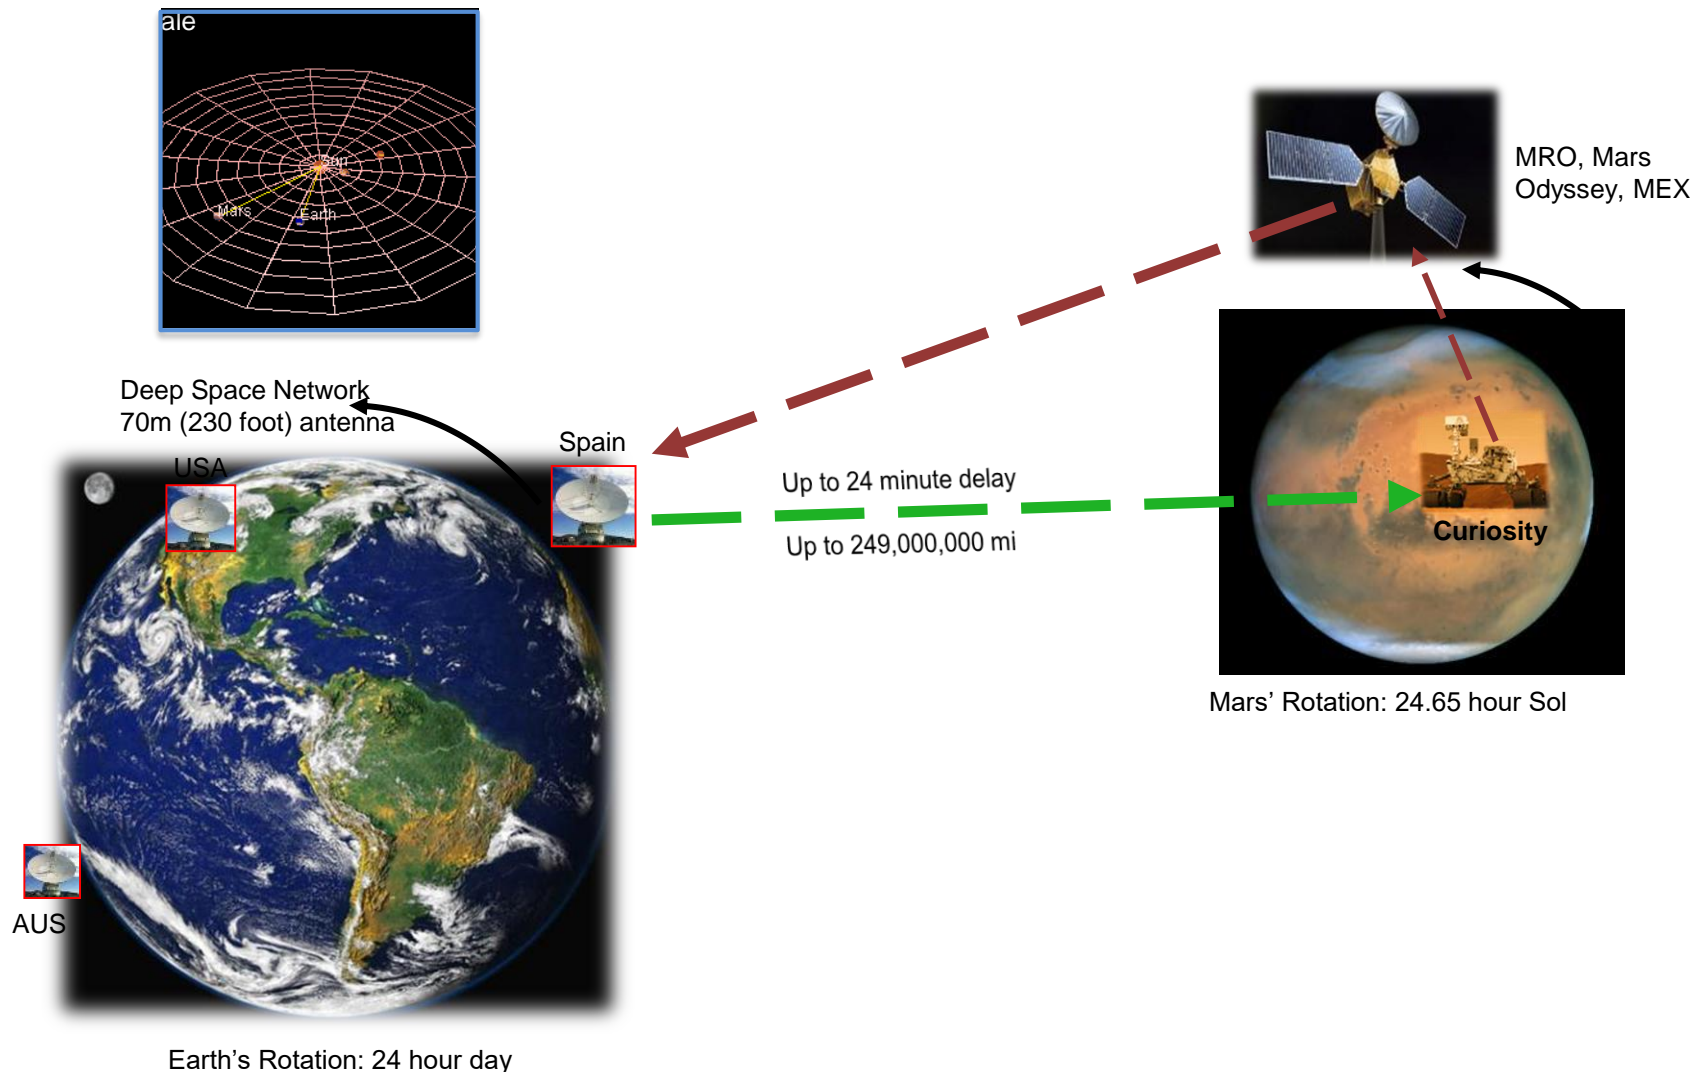 ale
Sun
Mars
Earth
MRO, Mars
Odyssey, MEX
Deep Space Network
70m (230 foot) antenna
USA
Spain
Up to 24 minute delay
Up to 249,000,000 mi
Curiosity
Mars’ Rotation: 24.65 hour Sol
AUS
Earth’s Rotation: 24 hour day